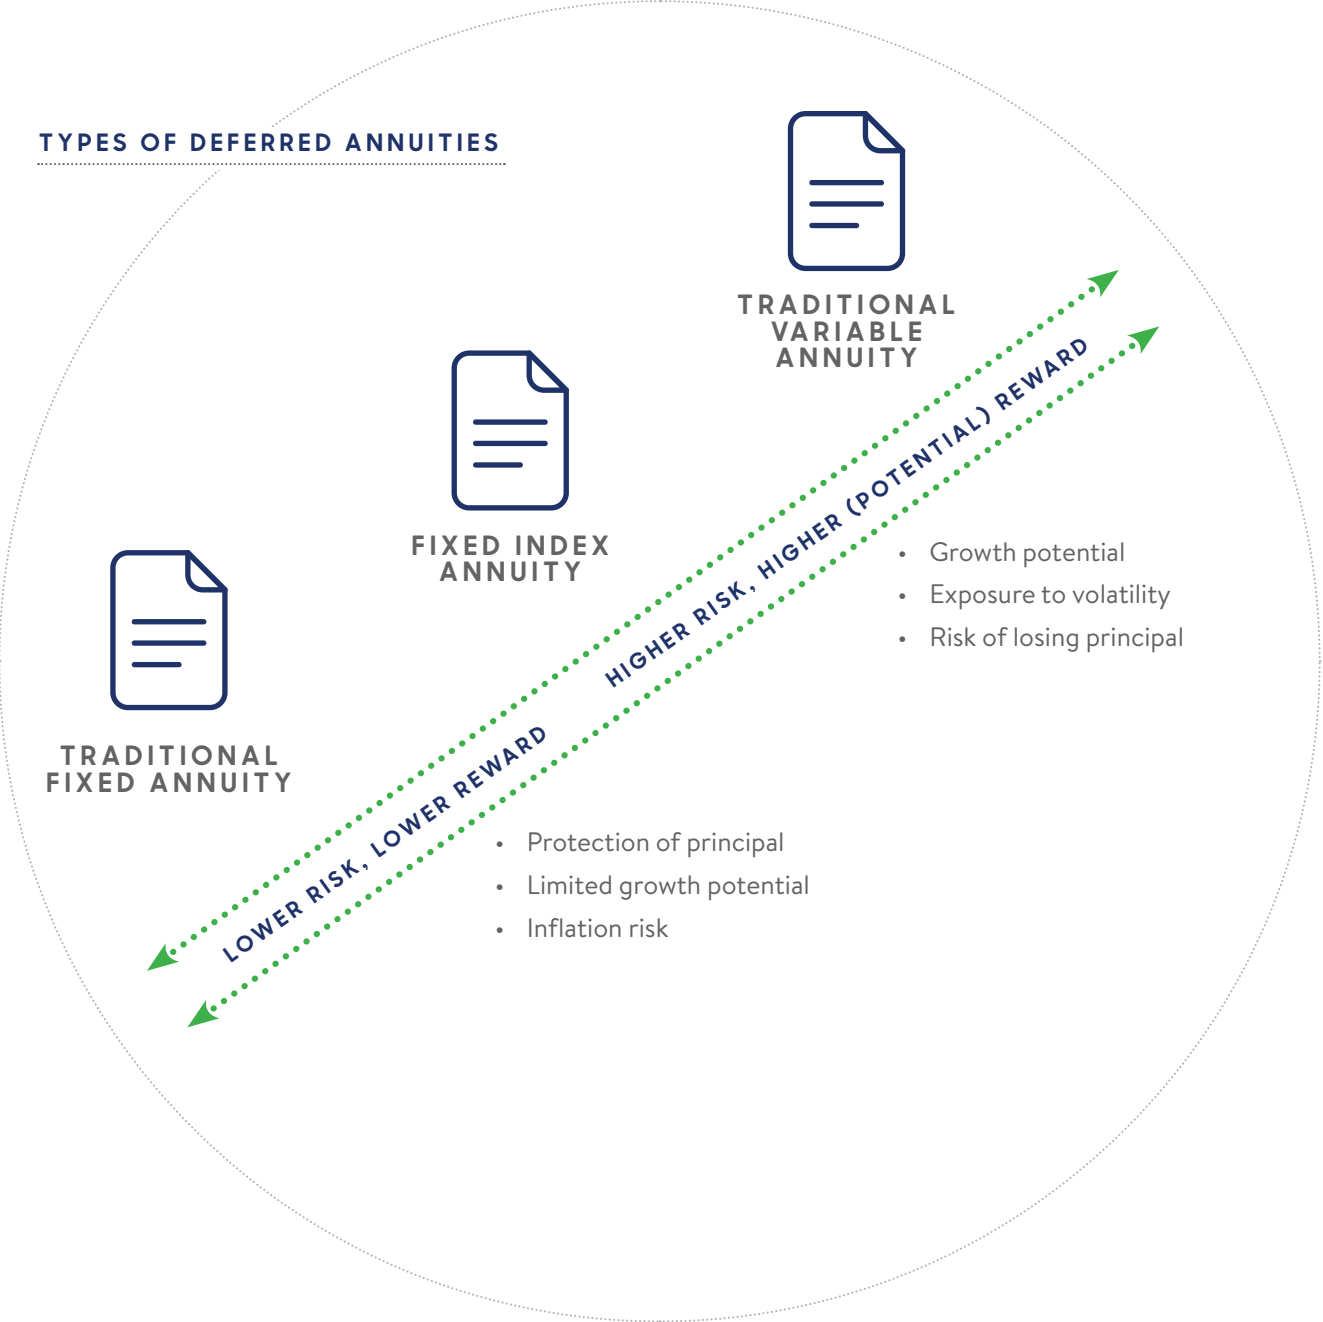 TYPES OF DEFERRED ANNUITIES
TRADITIONAL
VARIABLE
ANNUITY
FIXED INDEX
ANNUITY
TRADITIONAL
FIXED ANNUITY
HIGHER RISK, HIGHER (POTENTIAL) REWARD
• Growth potential
• Exposure to volatility
• Risk of losing principal
LOWER RISK, LOWER REWARD
• Protection of principal
• Limited growth potential
• Inflation risk